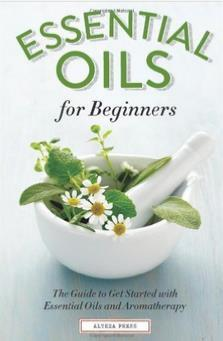 ESSENTIAL
OILS
for Beginners
The Guide to Get Started with
Essential Oils and Aromatherapy
ALTHEA PRESS